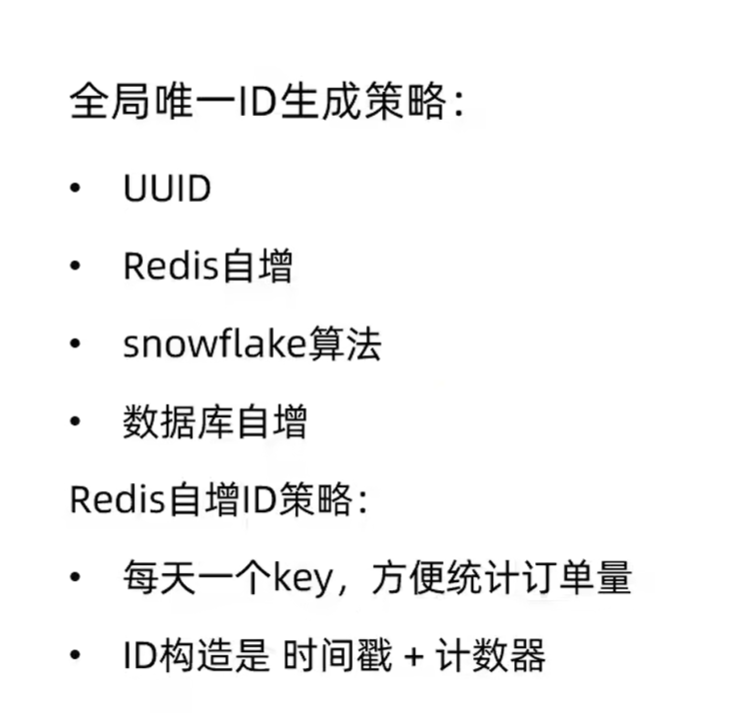 全局唯一ID生成策略：
• UUID
• Redis自增
• snowflake算法
• 数据库自增
Redis自增ID策略：
• 每天一个key，方便统计订单量
• ID构造是 时间戳 + 计数器